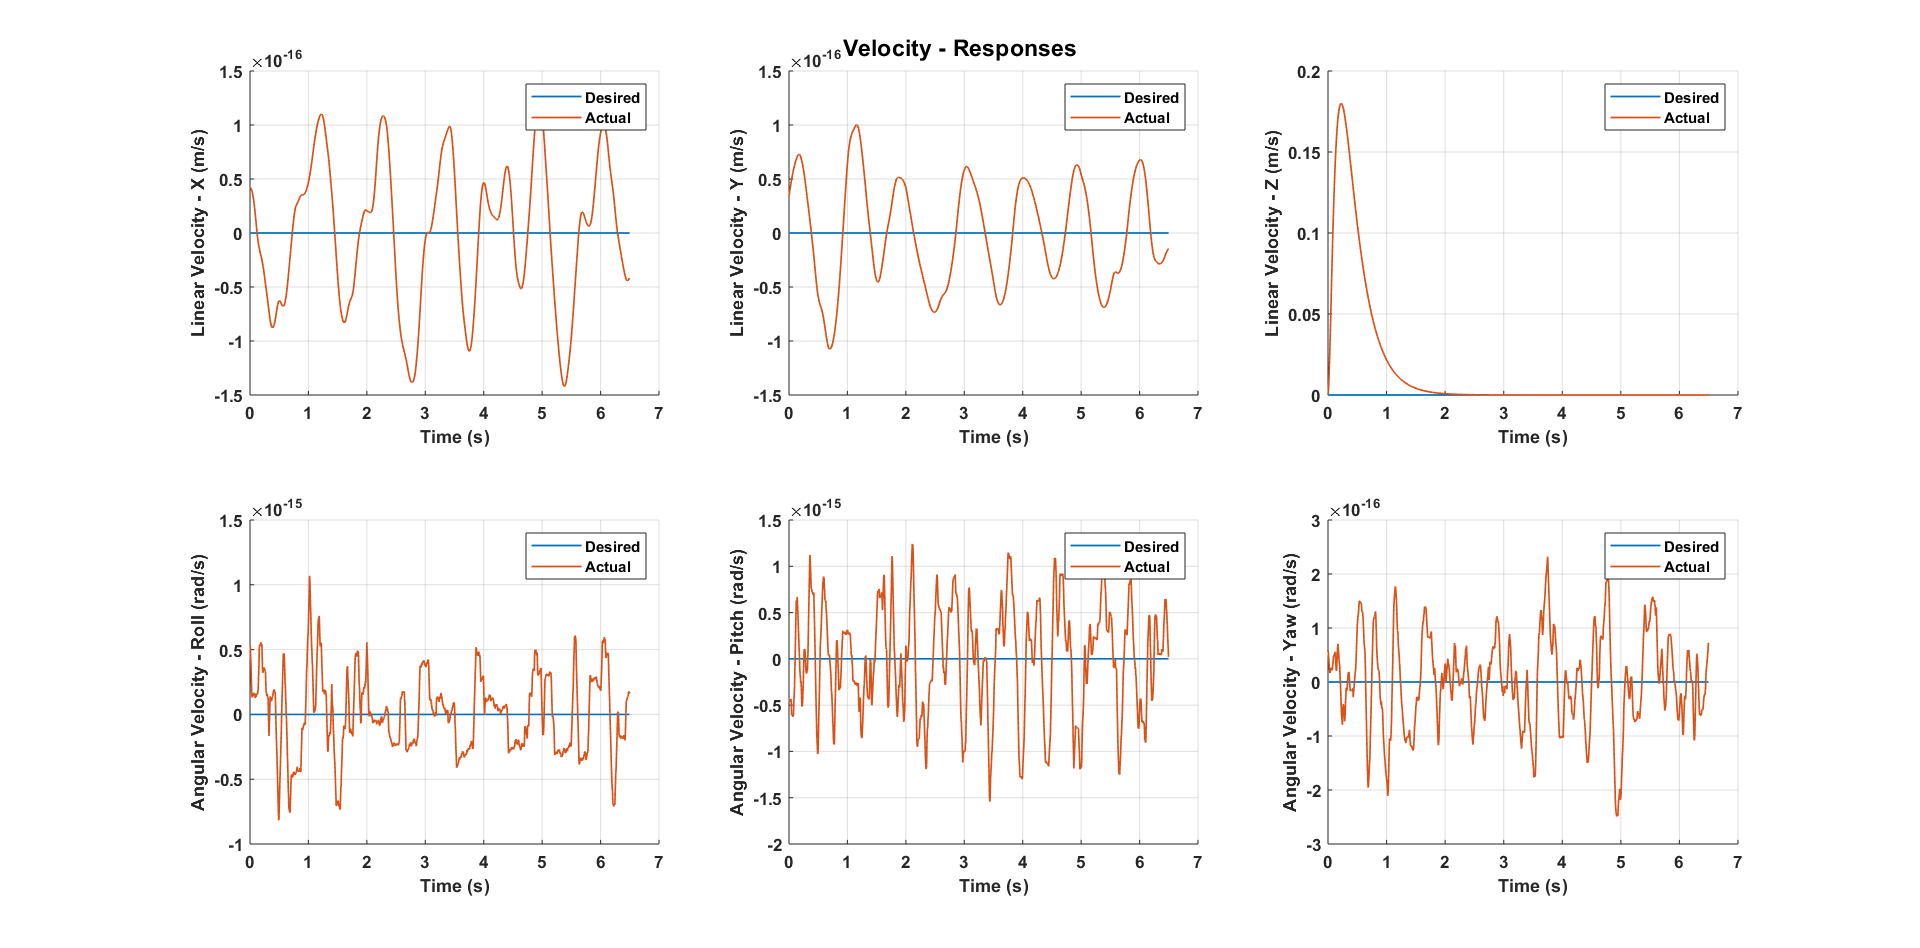 Velocity - Responses
×10-16
1.5
1
0.5
0
-0.5
-1
-1.5
0 1 2 3 4 5 6 7
Linear Velocity - X (m/s)
Time (s)
Desired
Actual
×10-16
1.5
1
0.5
0
-0.5
-1
-1.5
0 1 2 3 4 5 6 7
Linear Velocity - Y (m/s)
Time (s)
Desired
Actual
0.2
0.15
0.1
0.05
0
0 1 2 3 4 5 6 7
Linear Velocity - Z (m/s)
Time (s)
Desired
Actual
×10-15
1.5
1
0.5
0
-0.5
-1
0 1 2 3 4 5 6 7
Angular Velocity - Roll (rad/s)
Time (s)
Desired
Actual
×10-15
1.5
1
0.5
0
-0.5
-1
-1.5
-2
0 1 2 3 4 5 6 7
Angular Velocity - Pitch (rad/s)
Time (s)
Desired
Actual
×10-16
3
2
1
0
-1
-2
-3
0 1 2 3 4 5 6 7
Angular Velocity - Yaw (rad/s)
Time (s)
Desired
Actual